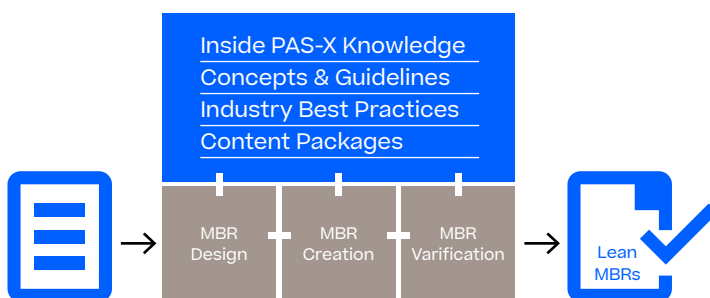 Inside PAS-X Knowledge
Concepts & Guidelines
Industry Best Practices
Content Packages
MBR
Design
MBR
Creation
MBR
Varification
Lean
MBRs